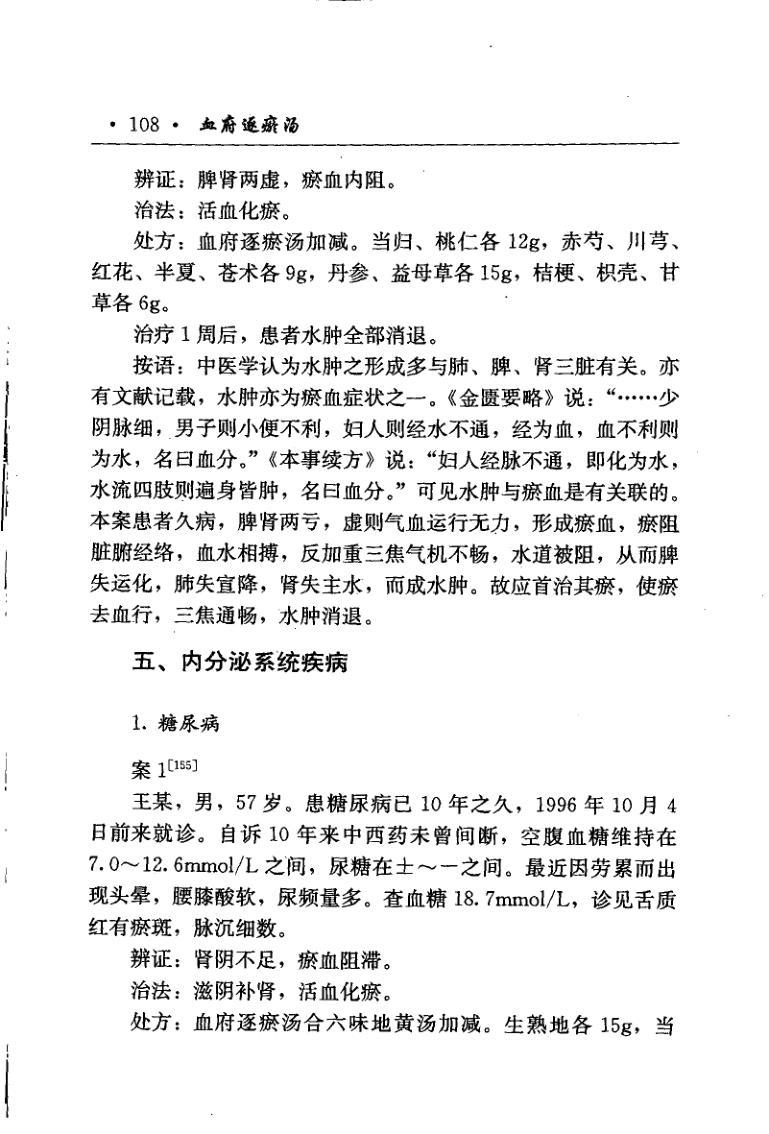 · 108 · 血府逐瘀汤
辨证：脾肾两虚，瘀血内阻。
治法：活血化瘀。
处方：血府逐瘀汤加减。当归、桃仁各 12g，赤芍、川芎、
红花、半夏、苍术各 9g，丹参、益母草各 15g，桔梗、枳壳、甘
草各 6g。
治疗 1 周后，患者水肿全部消退。
按语：中医学认为水肿之形成多与肺、脾、肾三脏有关。亦
有文献记载，水肿亦为瘀血症状之一。《金匮要略》说：“……少
阴脉细，男子则小便不利，妇人则经水不通，经为血，血不利则
为水，名曰血分。”《本事续方》说：“妇人经脉不通，即化为水，
水流四肢则遍身皆肿，名曰血分。”可见水肿与瘀血是有关联的。
本案患者久病，脾肾两亏，虚则气血运行无力，形成瘀血，瘀阻
脏腑经络，血水相搏，反加重三焦气机不畅，水道被阻，从而脾
失运化，肺失宣降，肾失主水，而成水肿。故应首治其瘀，使瘀
去血行，三焦通畅，水肿消退。
五、内分泌系统疾病
1. 糖尿病
案 1[155]
王某，男，57 岁。患糖尿病已 10 年之久，1996 年 10 月 4
日前来就诊。自诉 10 年来中西药未曾间断，空腹血糖维持在
7.0～12.6mmol/L 之间，尿糖在士～一之间。最近因劳累而出
现头晕，腰膝酸软，尿频量多。查血糖 18.7mmol/L，诊见舌质
红有瘀斑，脉沉细数。
辨证：肾阴不足，瘀血阻滞。
治法：滋阴补肾，活血化瘀。
处方：血府逐瘀汤合六味地黄汤加减。生熟地各 15g，当